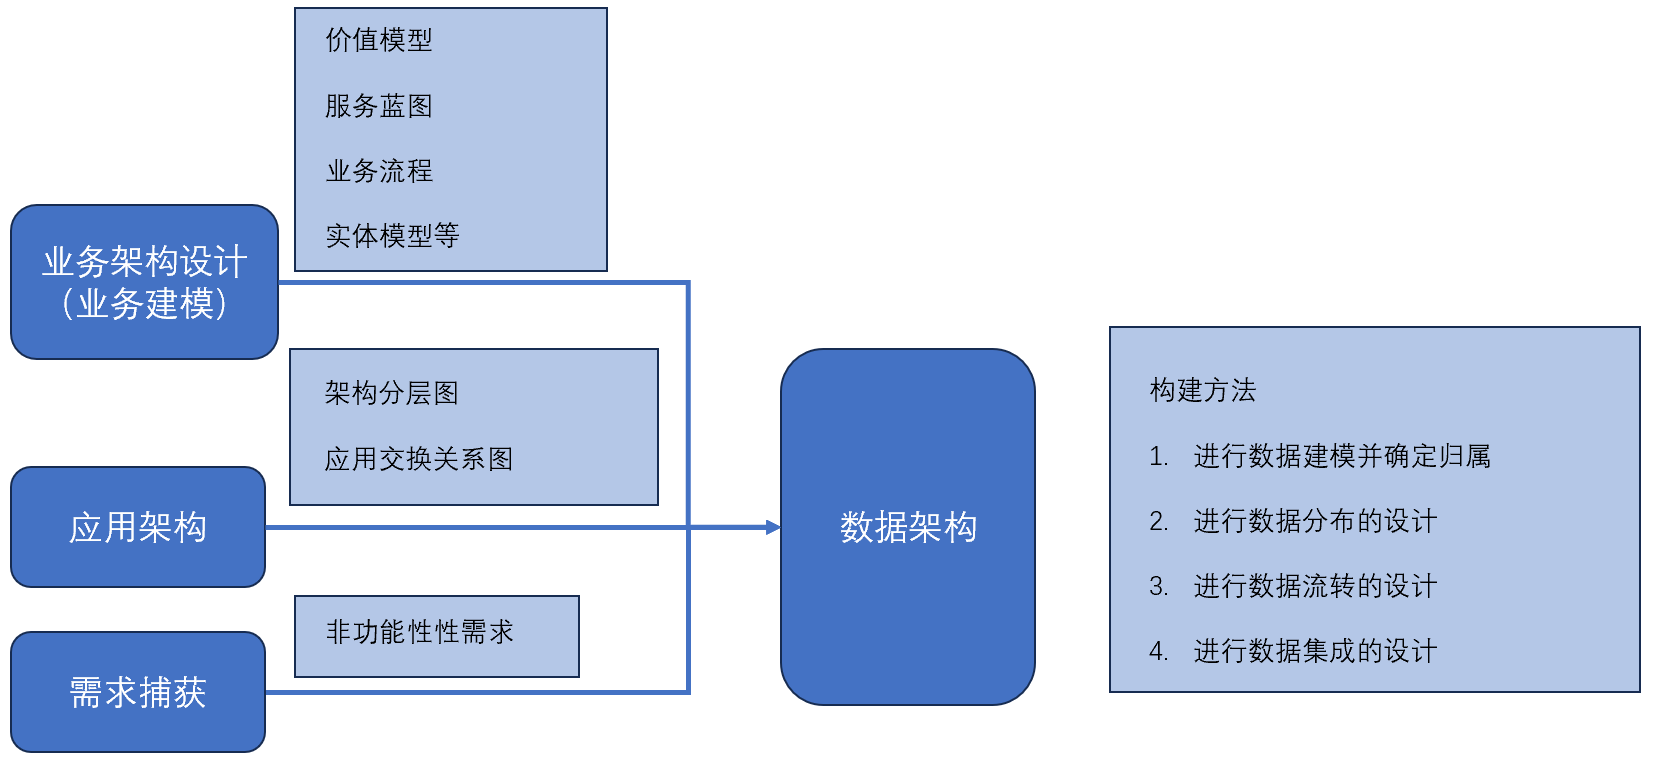 价值模型
服务蓝图
业务流程
实体模型等
业务架构设计
（业务建模）
架构分层图
应用交换关系图
应用架构
非功能性性需求
需求捕获
数据架构
构建方法
1. 进行数据建模并确定归属
2. 进行数据分布的设计
3. 进行数据流转的设计
4. 进行数据集成的设计